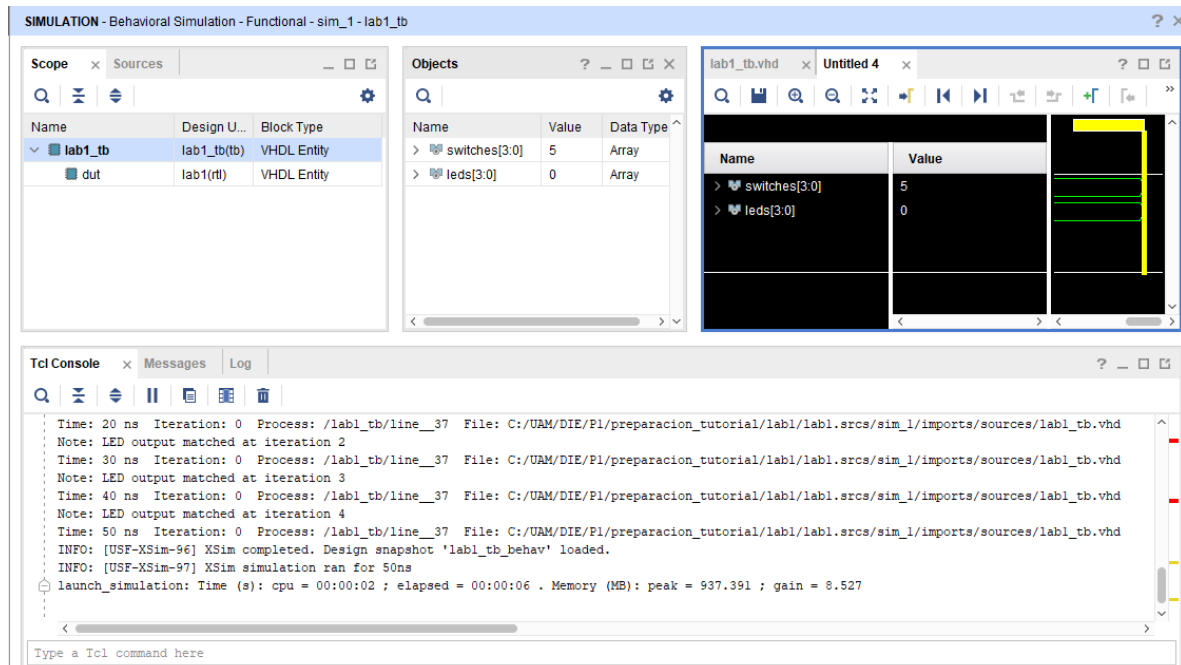 SIMULATION - Behavioral Simulation - Functional - sim_1 - lab1_tb ? ×
Scope × Sources
Name Design U... Block Type
lab1_tb lab1_tb(tb) VHDL Entity
dut lab1(rtl) VHDL Entity
Objects ?
Name Value Data Type
switches[3:0] 5 Array
leds[3:0] 0 Array
lab1_tb.vhd × Untitled 4 × ?
Name Value
switches[3:0] 5
leds[3:0] 0
Tcl Console × Messages Log ?
Time: 20 ns Iteration: 0 Process: /lab1_tb/line__37 File: C:/UAM/DIE/P1/preparacion_tutorial/lab1/lab1.srcs/sim_1/imports/sources/lab1_tb.vhd
Note: LED output matched at iteration 2
Time: 30 ns Iteration: 0 Process: /lab1_tb/line__37 File: C:/UAM/DIE/P1/preparacion_tutorial/lab1/lab1.srcs/sim_1/imports/sources/lab1_tb.vhd
Note: LED output matched at iteration 3
Time: 40 ns Iteration: 0 Process: /lab1_tb/line__37 File: C:/UAM/DIE/P1/preparacion_tutorial/lab1/lab1.srcs/sim_1/imports/sources/lab1_tb.vhd
Note: LED output matched at iteration 4
Time: 50 ns Iteration: 0 Process: /lab1_tb/line__37 File: C:/UAM/DIE/P1/preparacion_tutorial/lab1/lab1.srcs/sim_1/imports/sources/lab1_tb.vhd
INFO: [USF-XSim-96] XSim completed. Design snapshot 'lab1_tb_behav' loaded.
INFO: [USF-XSim-97] XSim simulation ran for 50ns
launch_simulation: Time (s): cpu = 00:00:02 ; elapsed = 00:00:06 . Memory (MB): peak = 937.391 ; gain = 8.527
Type a Tcl command here